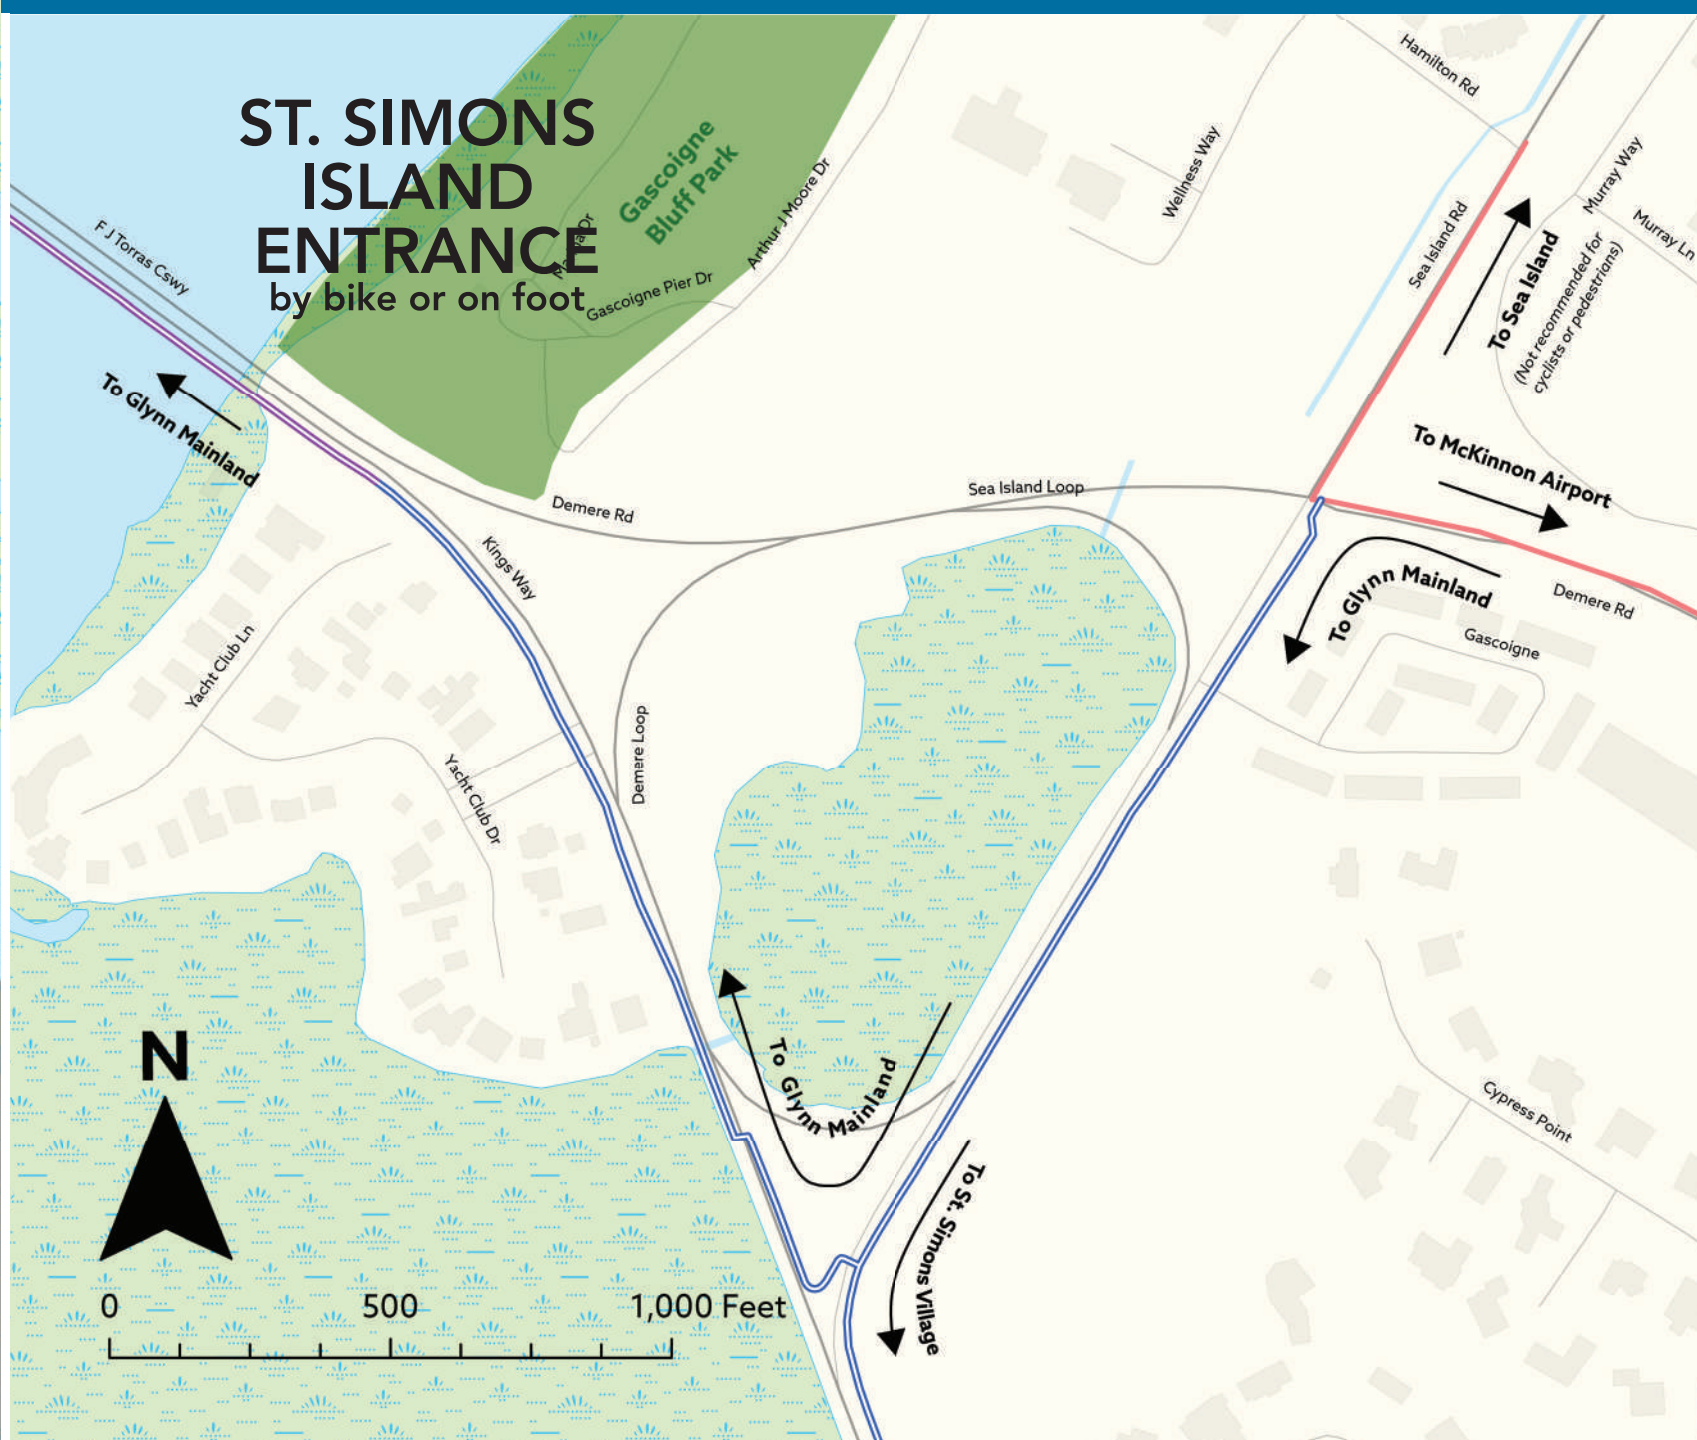 ST. SIMONS
ISLAND
ENTRANCE
by bike or on foot
Gascoigne
Bluff Park
Hamilton Rd
Wellness Way
Murray Way
Murray Ln
Arthur J Moore Dr
Sea Island Rd
F J Torras Cswy
Gascoigne Pier Dr
To Sea Island
(Not recommended for
cyclists or pedestrians)
To Glynn Mainland
To McKinnon Airport
Demere Rd
Sea Island Loop
Kings Way
To Glynn Mainland
Demere Rd
Gascoigne
Yacht Club Ln
Demere Loop
Yacht Club Dr
N
To Glynn Mainland
Cypress Point
To St. Simons Village
0 500 1,000 Feet